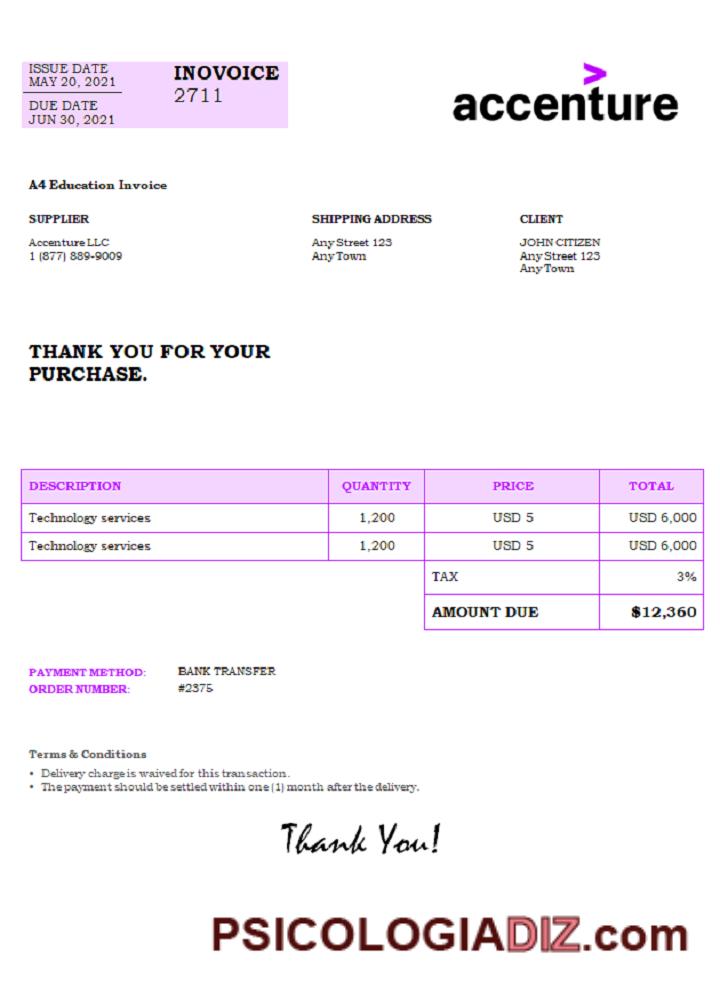 ISSUE DATE
MAY 20, 2021
DUE DATE
JUN 30, 2021
INOVOICE
2711
accenture
A4 Education Invoice
SUPPLIER
Accenture LLC
1 (877) 889-9009
SHIPPING ADDRESS
Any Street 123
Any Town
CLIENT
JOHN CITIZEN
Any Street 123
Any Town
THANK YOU FOR YOUR
PURCHASE.
DESCRIPTION QUANTITY PRICE TOTAL
Technology services 1,200 USD 5 USD 6,000
Technology services 1,200 USD 5 USD 6,000
TAX 3%
AMOUNT DUE $12,360
PAYMENT METHOD: BANK TRANSFER
ORDER NUMBER: #2375
Terms & Conditions
• Delivery charge is waived for this transaction.
• The payment should be settled within one (1) month after the delivery.
Thank You!
PSICOLOGIADIZ.com